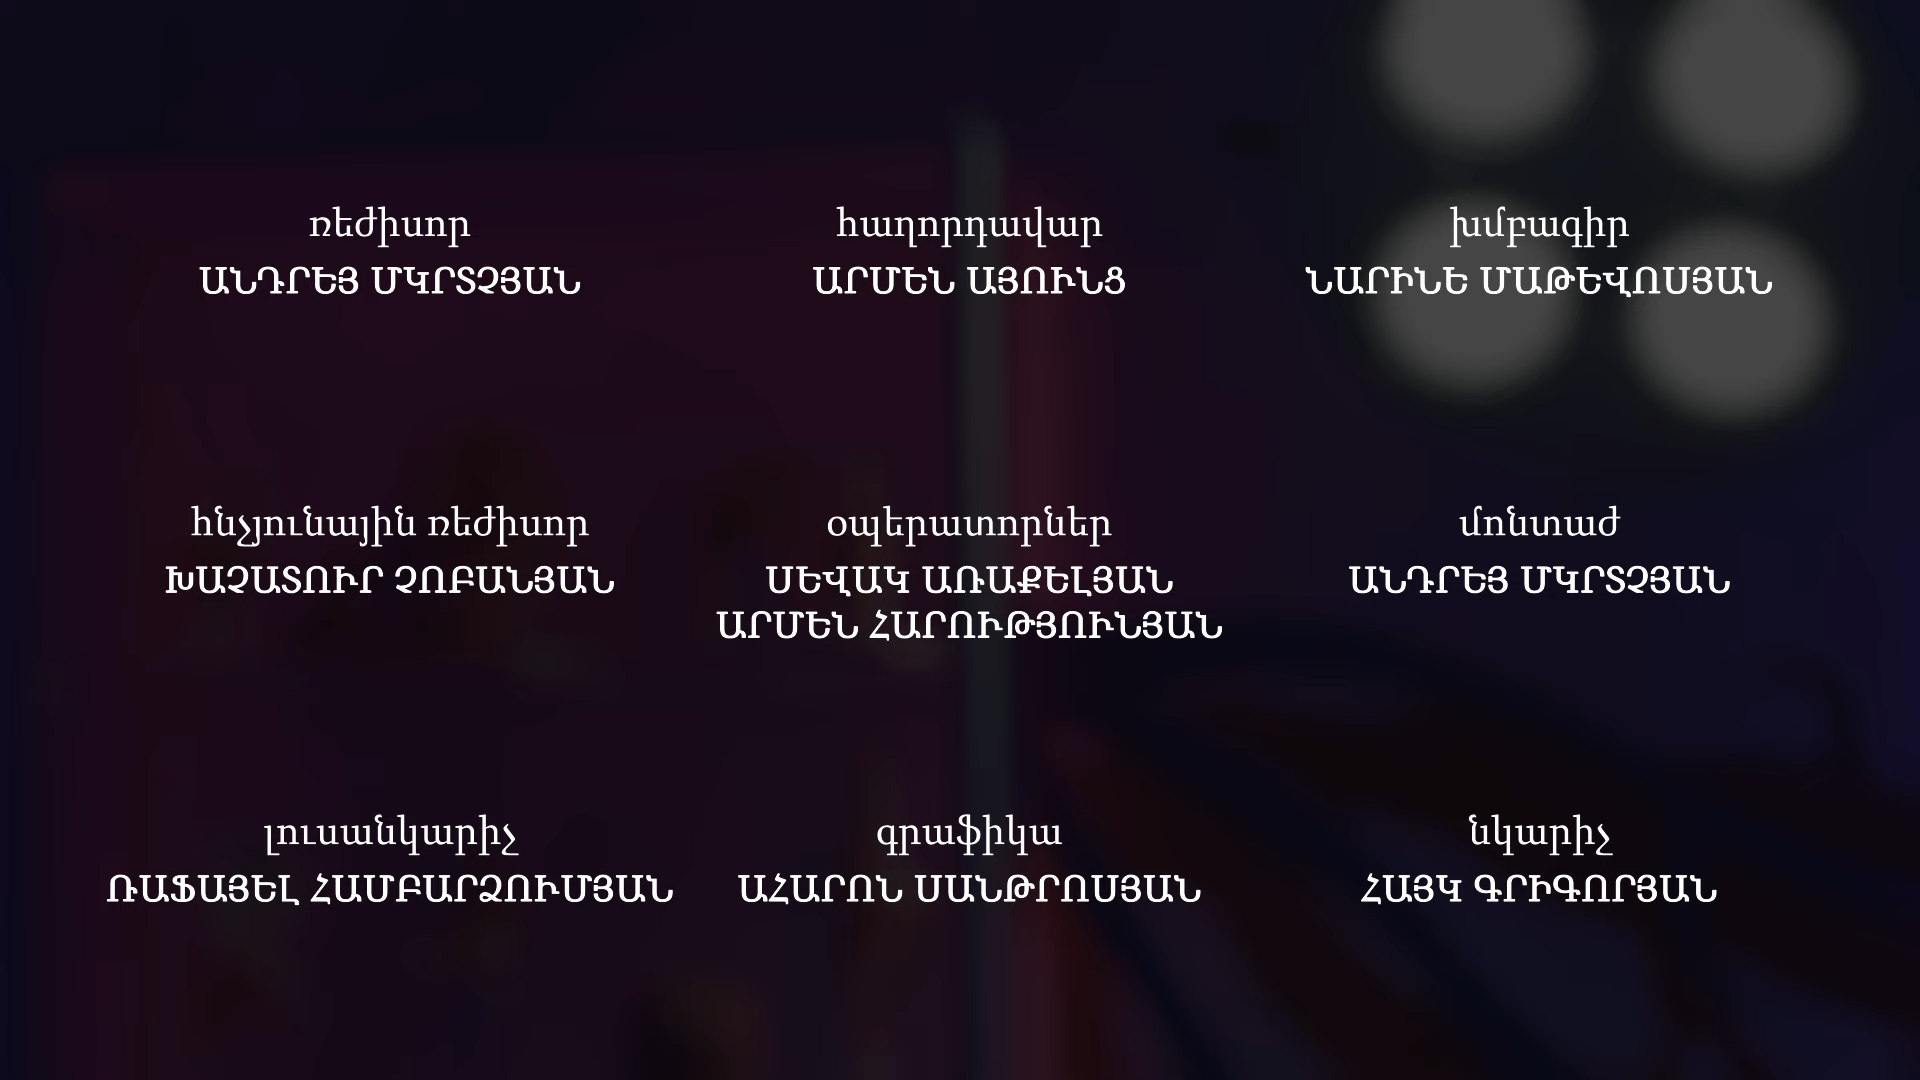 ռեժիսոր
ԱՆԴՐԵՅ ՄԿՐՏՉՅԱՆ
հաղորդավար
ԱՐՄԵՆ ԱՅՈՒՆՑ
խմբագիր
ՆԱՐԻՆԵ ՄԱԹԵՎՈՍՅԱՆ
հնչյունային ռեժիսոր
ԽԱՉԱՏՈՒՐ ՉՈԲԱՆՅԱՆ
օպերատորներ
ՍԵՎԱԿ ԱՌԱՔԵԼՅԱՆ
ԱՐՄԵՆ ՀԱՐՈՒԹՅՈՒՆՅԱՆ
մոնտաժ
ԱՆԴՐԵՅ ՄԿՐՏՉՅԱՆ
լուսանկարիչ
ՌԱՖԱՅԵԼ ՀԱՄԲԱՐՁՈՒՄՅԱՆ
գրաֆիկա
ԱՀԱՐՈՆ ՍԱՆԹՐՈՍՅԱՆ
նկարիչ
ՀԱՅԿ ԳՐԻԳՈՐՅԱՆ